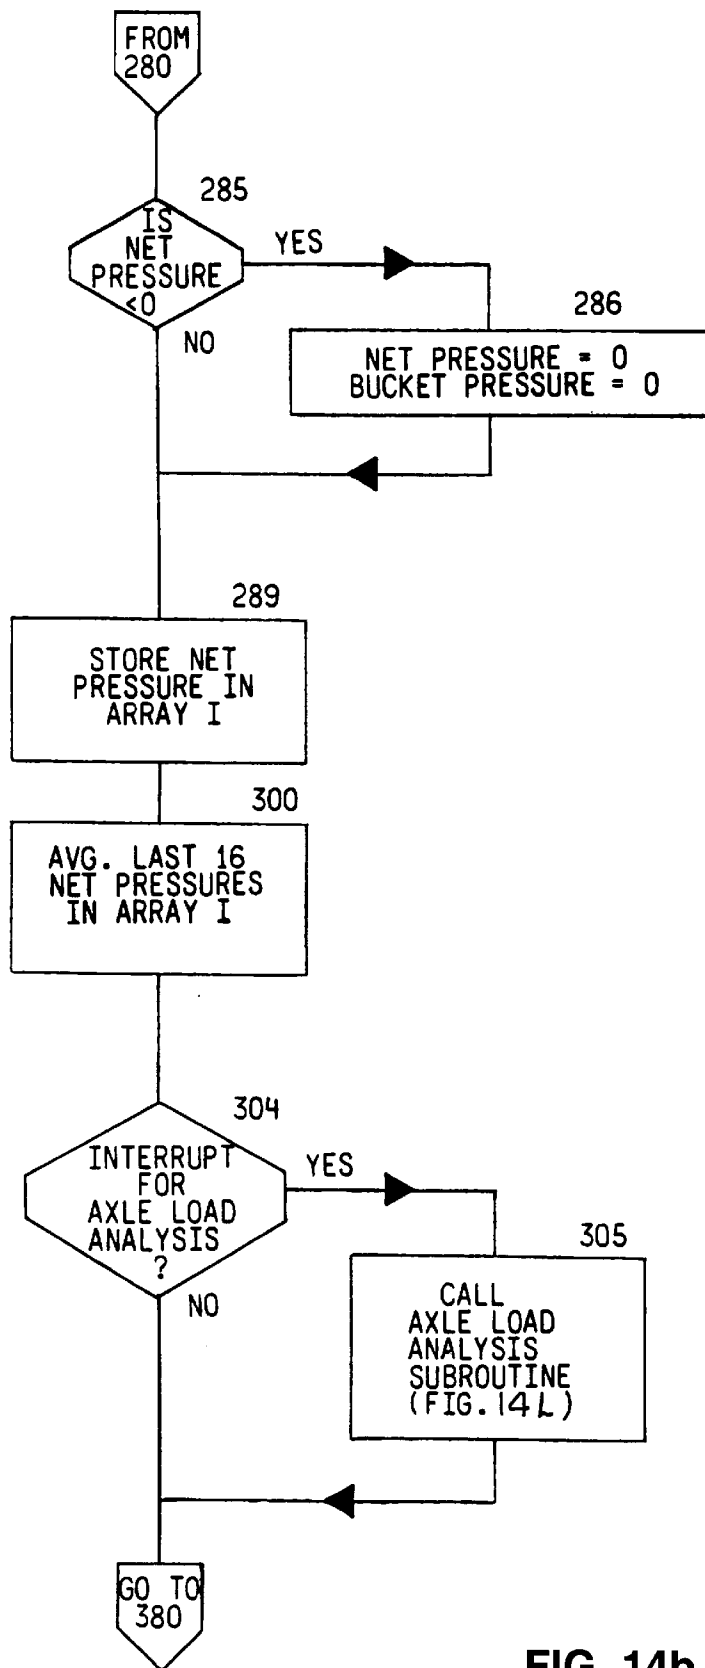 FROM
280
285
IS
NET
PRESSURE
<0
YES
NO
286
NET PRESSURE = 0
BUCKET PRESSURE = 0
289
STORE NET
PRESSURE IN
ARRAY I
300
AVG. LAST 16
NET PRESSURES
IN ARRAY I
304
INTERRUPT
FOR
AXLE LOAD
ANALYSIS
?
YES
NO
305
CALL
AXLE LOAD
ANALYSIS
SUBROUTINE
(FIG.14L)
GO TO
380
FIG. 14b